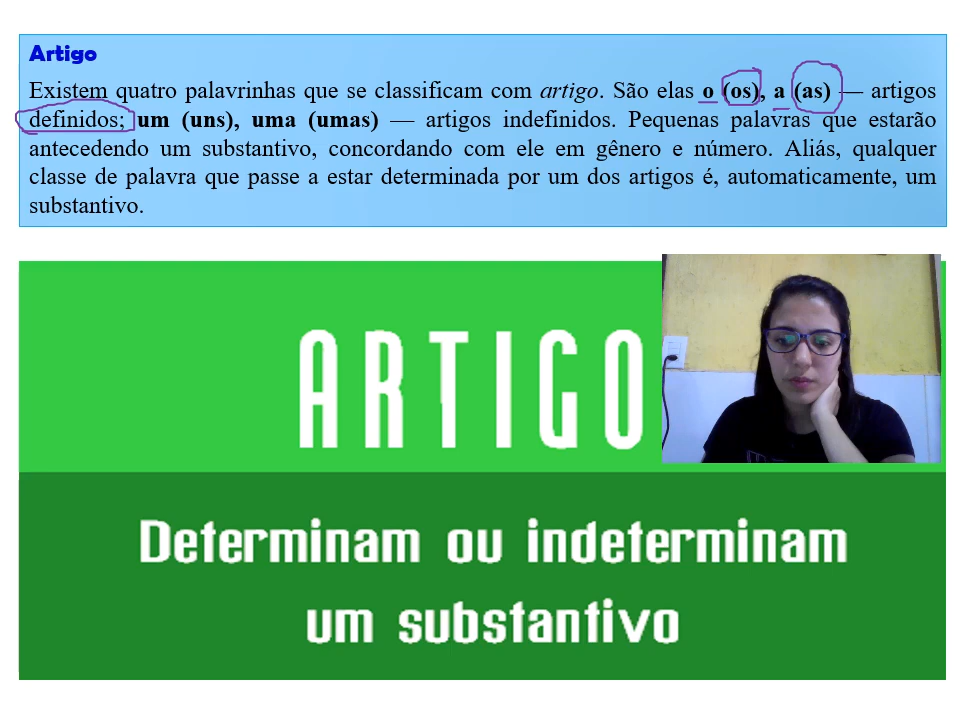 Artigo
Existem quatro palavrinhas que se classificam com artigo. São elas o (os), a (as) — artigos
definidos; um (uns), uma (umas) — artigos indefinidos. Pequenas palavras que estarão
antecedendo um substantivo, concordando com ele em gênero e número. Aliás, qualquer
classe de palavra que passe a estar determinada por um dos artigos é, automaticamente, um
substantivo.
ARTIGO
Determinam ou indeterminam
um substantivo